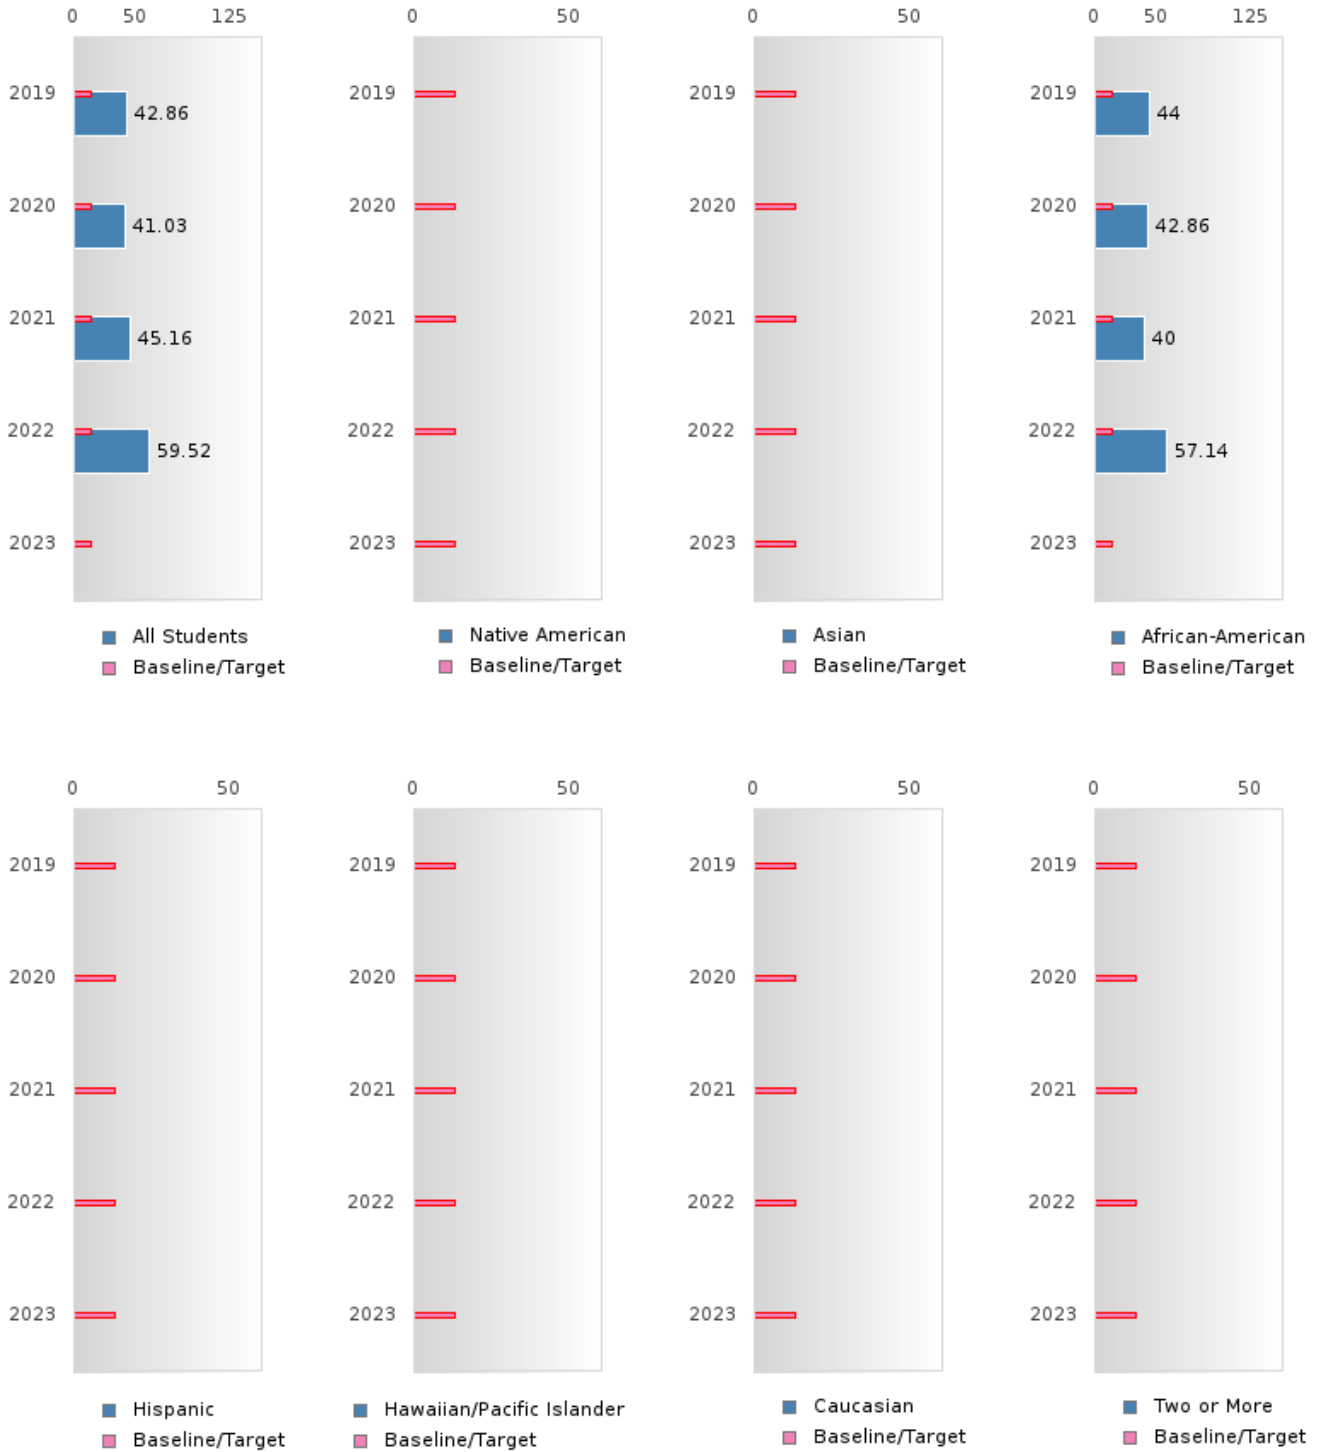 0 50 125
2019 42.86
2020 41.03
2021 45.16
2022 59.52
2023
All Students
Baseline/Target
0 50
2019
2020
2021
2022
2023
Native American
Baseline/Target
0 50
2019
2020
2021
2022
2023
Asian
Baseline/Target
0 50 125
2019 44
2020 42.86
2021 40
2022 57.14
2023
African-American
Baseline/Target
0 50
2019
2020
2021
2022
2023
Hispanic
Baseline/Target
0 50
2019
2020
2021
2022
2023
Hawaiian/Pacific Islander
Baseline/Target
0 50
2019
2020
2021
2022
2023
Caucasian
Baseline/Target
0 50
2019
2020
2021
2022
2023
Two or More
Baseline/Target